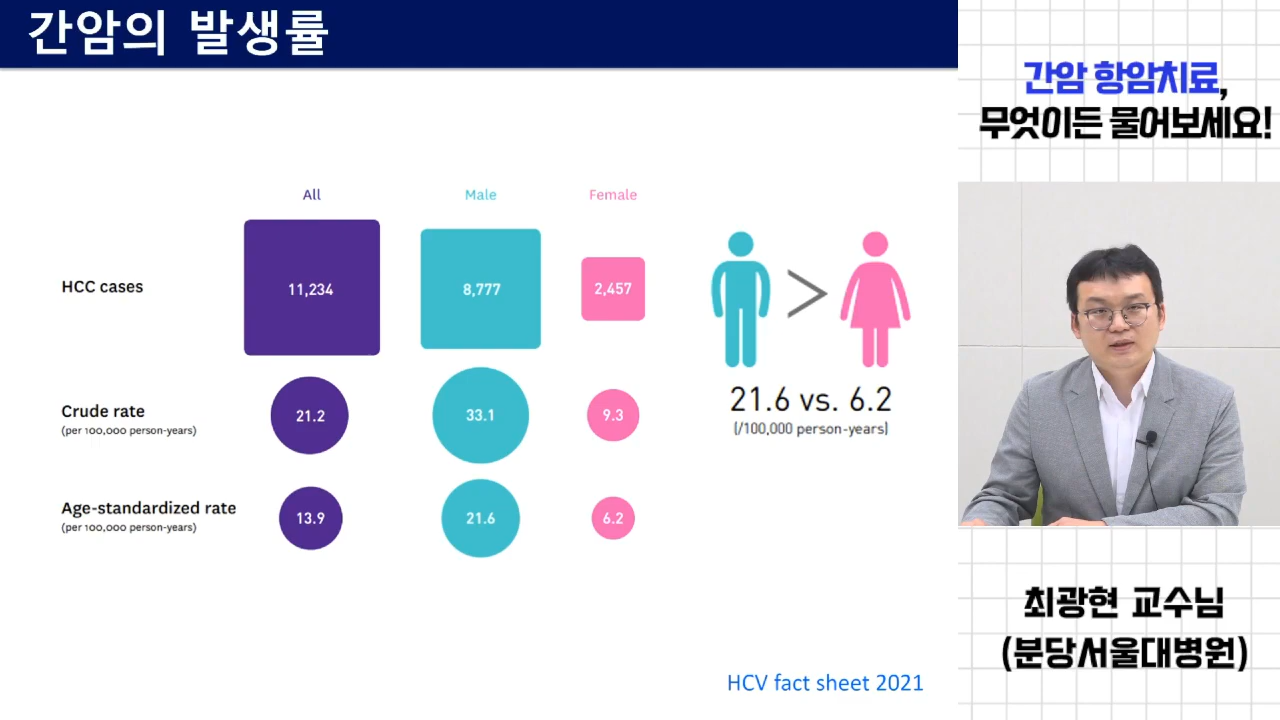 간암의 발생률
간암 항암치료,
무엇이든 물어보세요!
All Male Female
HCC cases 11,234 8,777 2,457
>
21.6 vs. 6.2
(/100,000 person-years)
Crude rate
(per 100,000 person-years)
21.2 33.1 9.3
Age-standardized rate
(per 100,000 person-years)
13.9 21.6 6.2
HCV fact sheet 2021
최광현 교수님
(분당서울대병원)